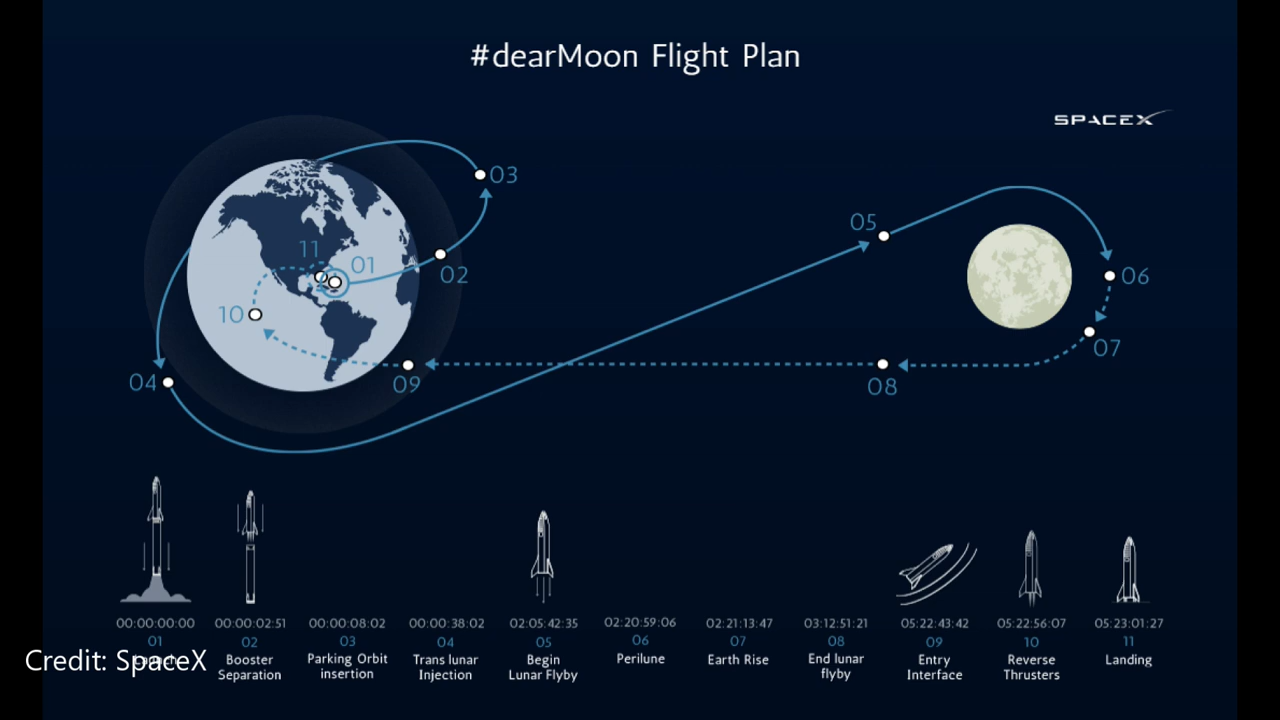 #dearMoon Flight Plan
SPACEX
03
05
11
01
02
06
10
07
04
09
08
00:00:00:00:00
01
00:00:00:02:51
02
Booster
Separation
00:00:00:08:02
03
Parking Orbit
insertion
00:00:00:38:02
04
Trans lunar
Injection
02:05:42:35
05
Begin
Lunar Flyby
02:20:59:06
06
Perilune
02:21:13:47
07
Earth Rise
03:12:51:21
08
End lunar
flyby
05:22:43:42
09
Entry
Interface
05:22:56:07
10
Reverse
Thrusters
05:23:01:27
11
Landing
Credit: SpaceX